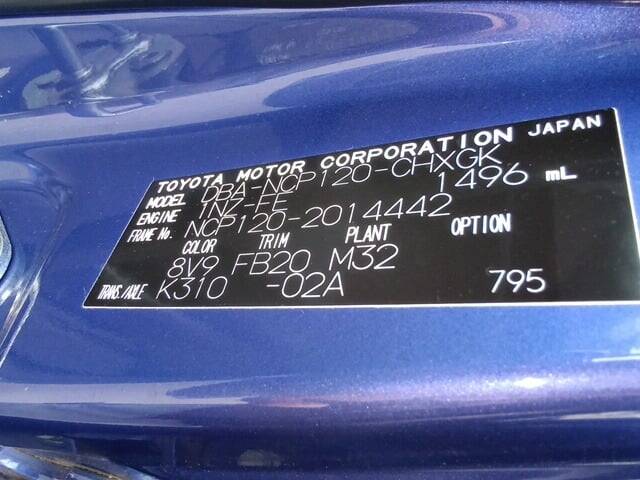 TOYOTA MOTOR CORPORATION JAPAN
MODEL DBA-NCP120-CHXGK
ENGINE 1NZ-FE 1496 mL
FRAME No. NCP120-2014442
COLOR TRIM PLANT OPTION
8V9 FB20 M32
TRANS./AXLE K310 -02A 795